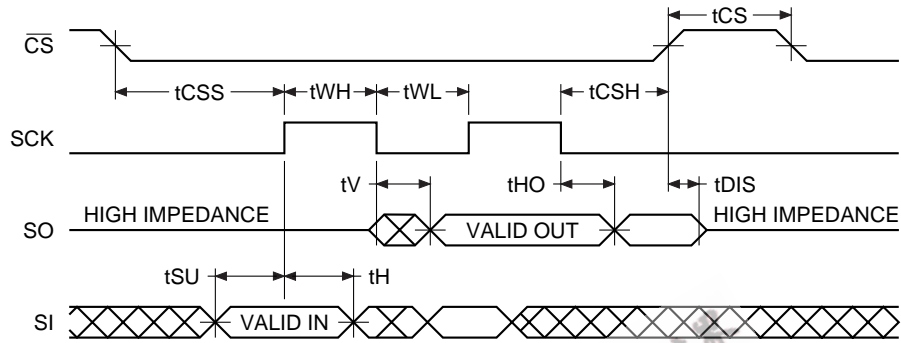 tCS
C̅S̅
tCSS tWH tWL tCSH
SCK
tV tHO tDIS
HIGH IMPEDANCE VALID OUT HIGH IMPEDANCE
SO
tSU tH
SI VALID IN